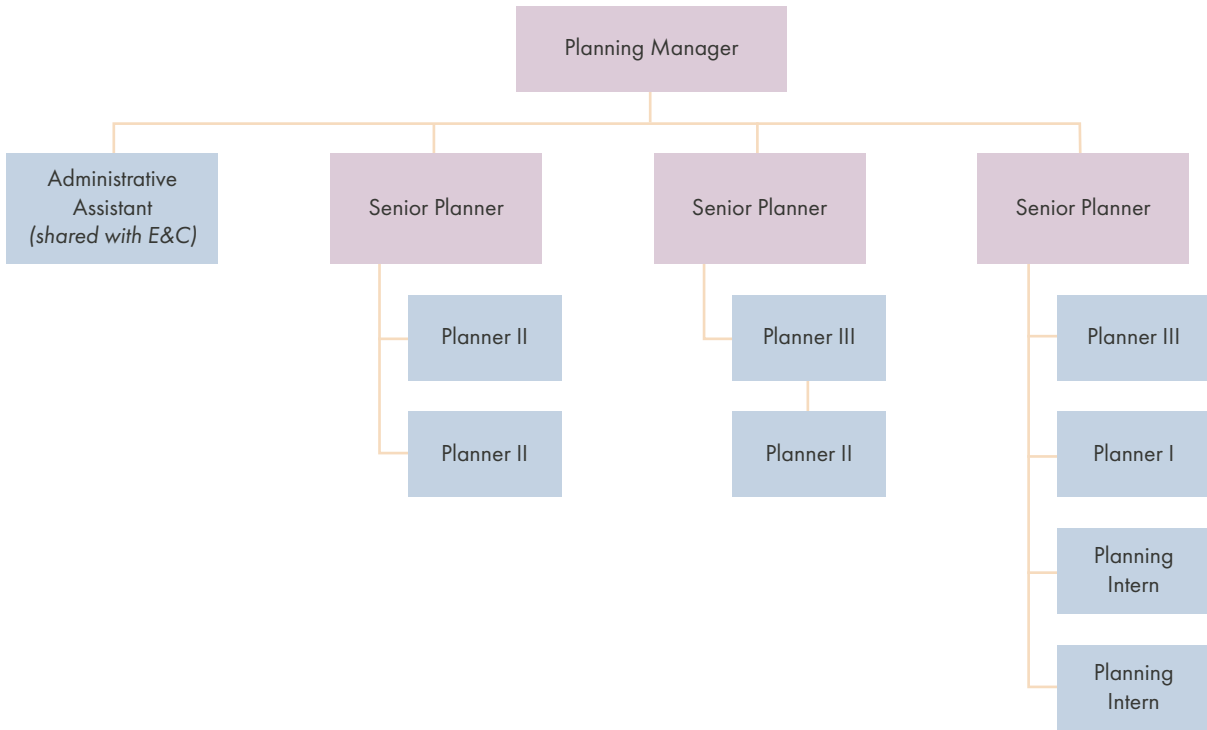 Planning Manager
Administrative
Assistant
(shared with E&C)
Senior Planner
Senior Planner
Senior Planner
Planner II
Planner III
Planner III
Planner II
Planner II
Planner I
Planning
Intern
Planning
Intern